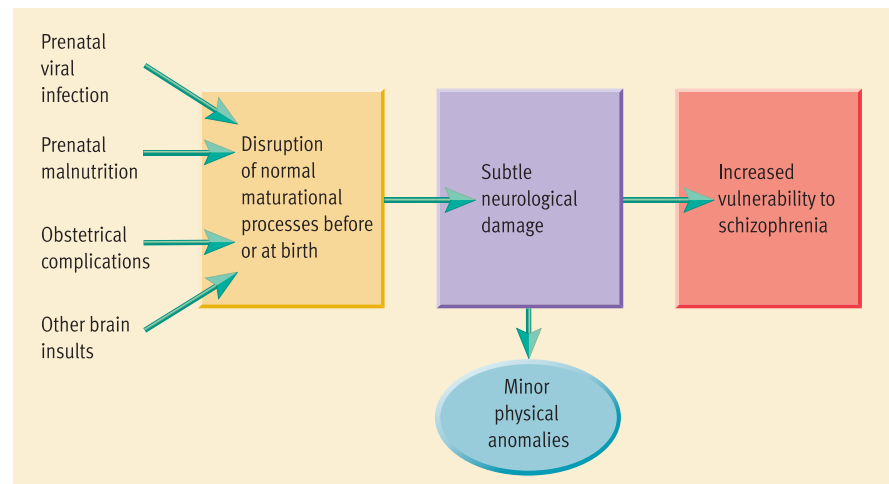 Prenatal
viral
infection
Prenatal
malnutrition
Obstetrical
complications
Other brain
insults
Disruption
of normal
maturational
processes before
or at birth
Subtle
neurological
damage
Increased
vulnerability to
schizophrenia
Minor
physical
anomalies